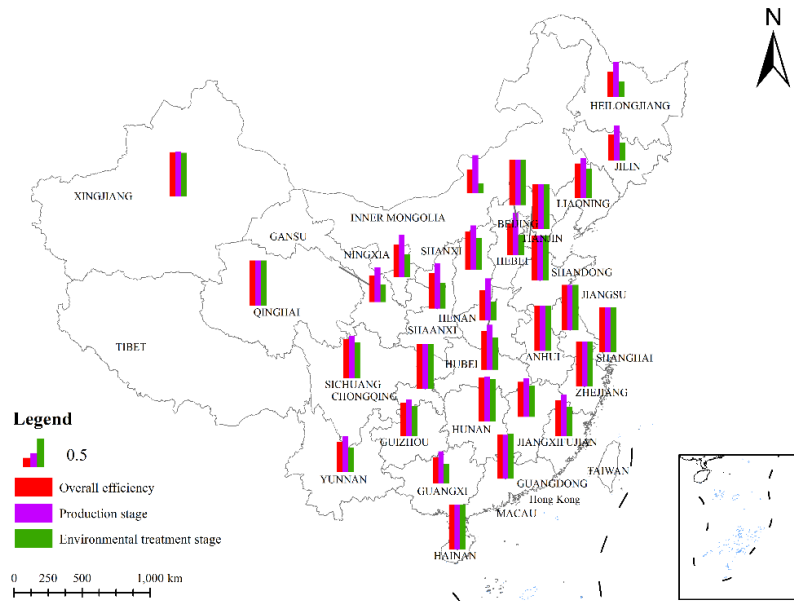 N
HEILONGJIANG
JILIN
XINGJIANG
LIAONING
INNER MONGOLIA
BEIJING
GANSU
TIANJIN
NINGXIA
SHANXI
HEBEI
SHANDONG
QINGHAI
JIANGSU
HENAN
SHAANXI
TIBET
HUBEI
ANHUI
SHANGHAI
SICHUANG
ZHEJIANG
CHONGQING
Legend
HUNAN
GUIZHOU
JIANGXI
FUJIAN
0.5
TAIWAN
YUNNAN
GUANGDONG
Overall efficiency
GUANGXI
Hong Kong
Production stage
MACAU
Environmental treatment stage
HAINAN
0 250 500 1,000 km